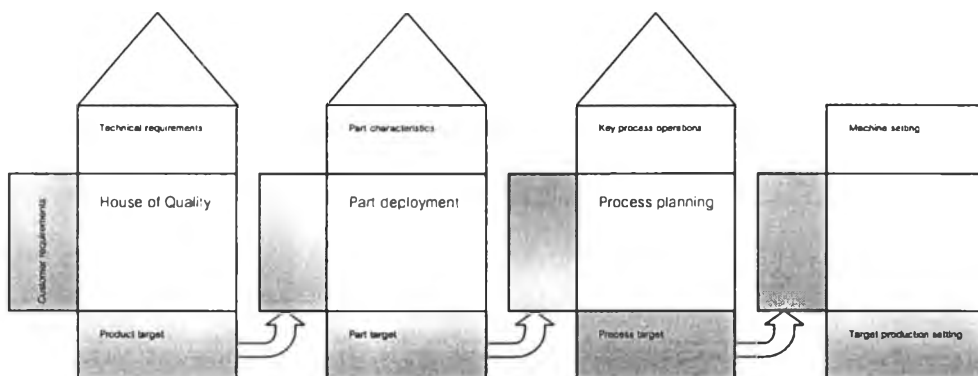 Technical requirements
Part characteristics
Key process operations
Machine setting
Customer requirements
House of Quality
Part deployment
Process planning
Product target
Part target
Process target
Target production setting